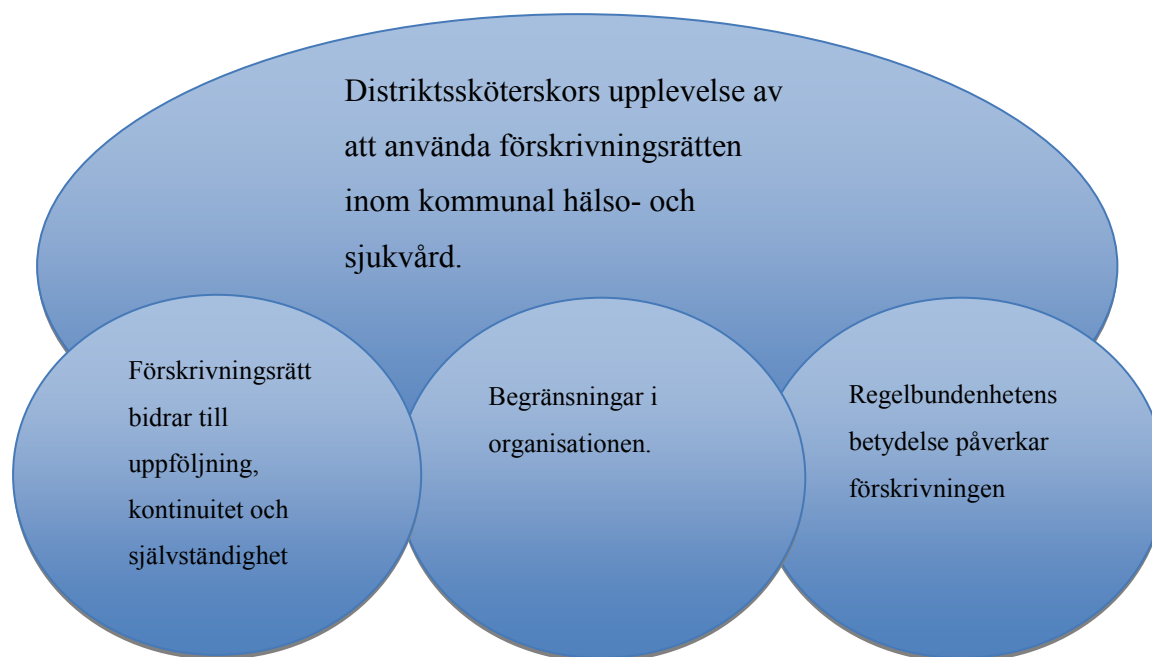 Distriktssköterskors upplevelse av
att använda förskrivningsrätten
inom kommunal hälso- och
sjukvård.
Förskrivningsrätt
bidrar till
uppföljning,
kontinuitet och
självständighet
Begränsningar i
organisationen.
Regelbundenhetens
betydelse påverkar
förskrivningen